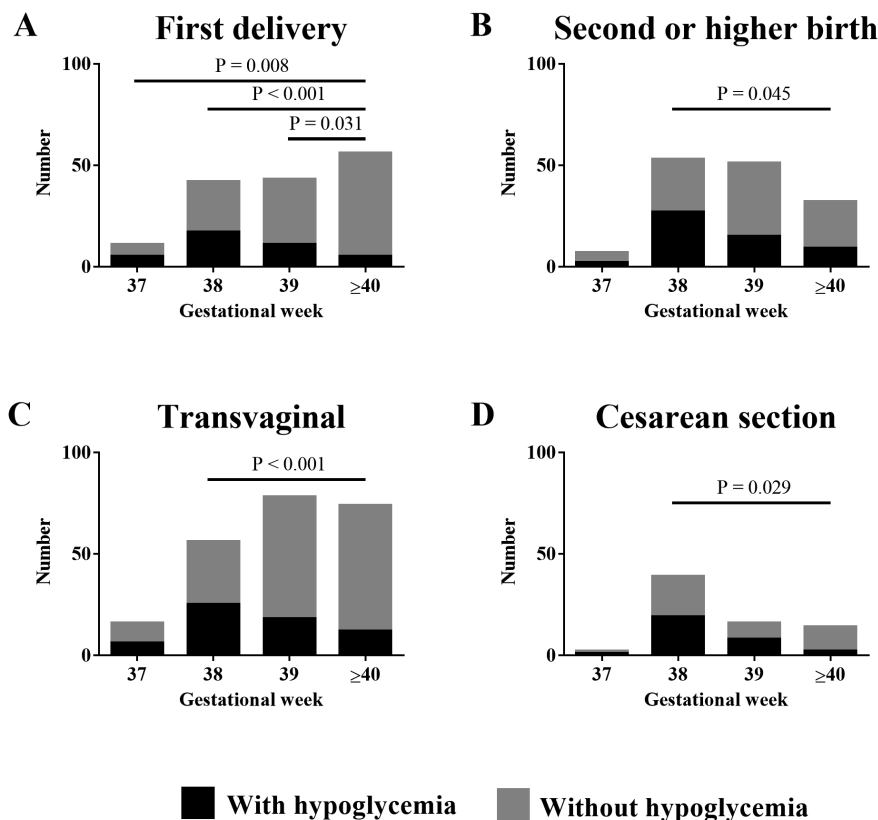 A First delivery
100
P = 0.008
P < 0.001
P = 0.031
Number
50
0
37 38 39 ≥40
Gestational week
B Second or higher birth
100
P = 0.045
Number
50
0
37 38 39 ≥40
Gestational week
C Transvaginal
100
P < 0.001
Number
50
0
37 38 39 ≥40
Gestational week
D Cesarean section
100
P = 0.029
Number
50
0
37 38 39 ≥40
Gestational week
With hypoglycemia Without hypoglycemia